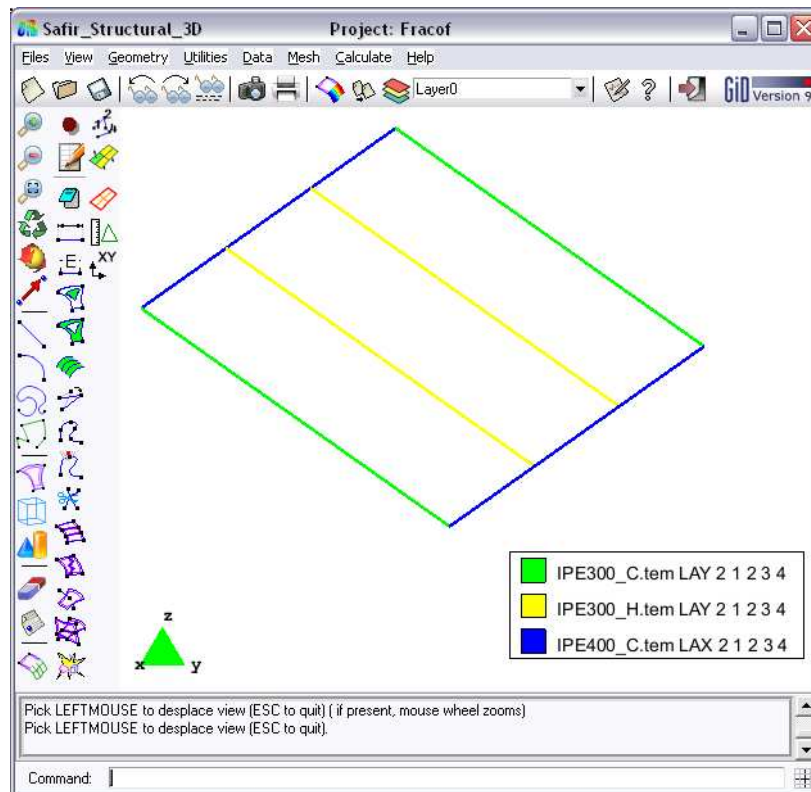 Safir_Structural_3D Project: Fracof
Files View Geometry Utilities Data Mesh Calculate Help
Layer0
GiD Version 9
2
E
XY
IPE300_C.tem LAY 2 1 2 3 4
IPE300_H.tem LAY 2 1 2 3 4
IPE400_C.tem LAX 2 1 2 3 4
z
x y
Pick LEFTMOUSE to desplace view (ESC to quit) ( if present, mouse wheel zooms)
Pick LEFTMOUSE to desplace view (ESC to quit).
Command: